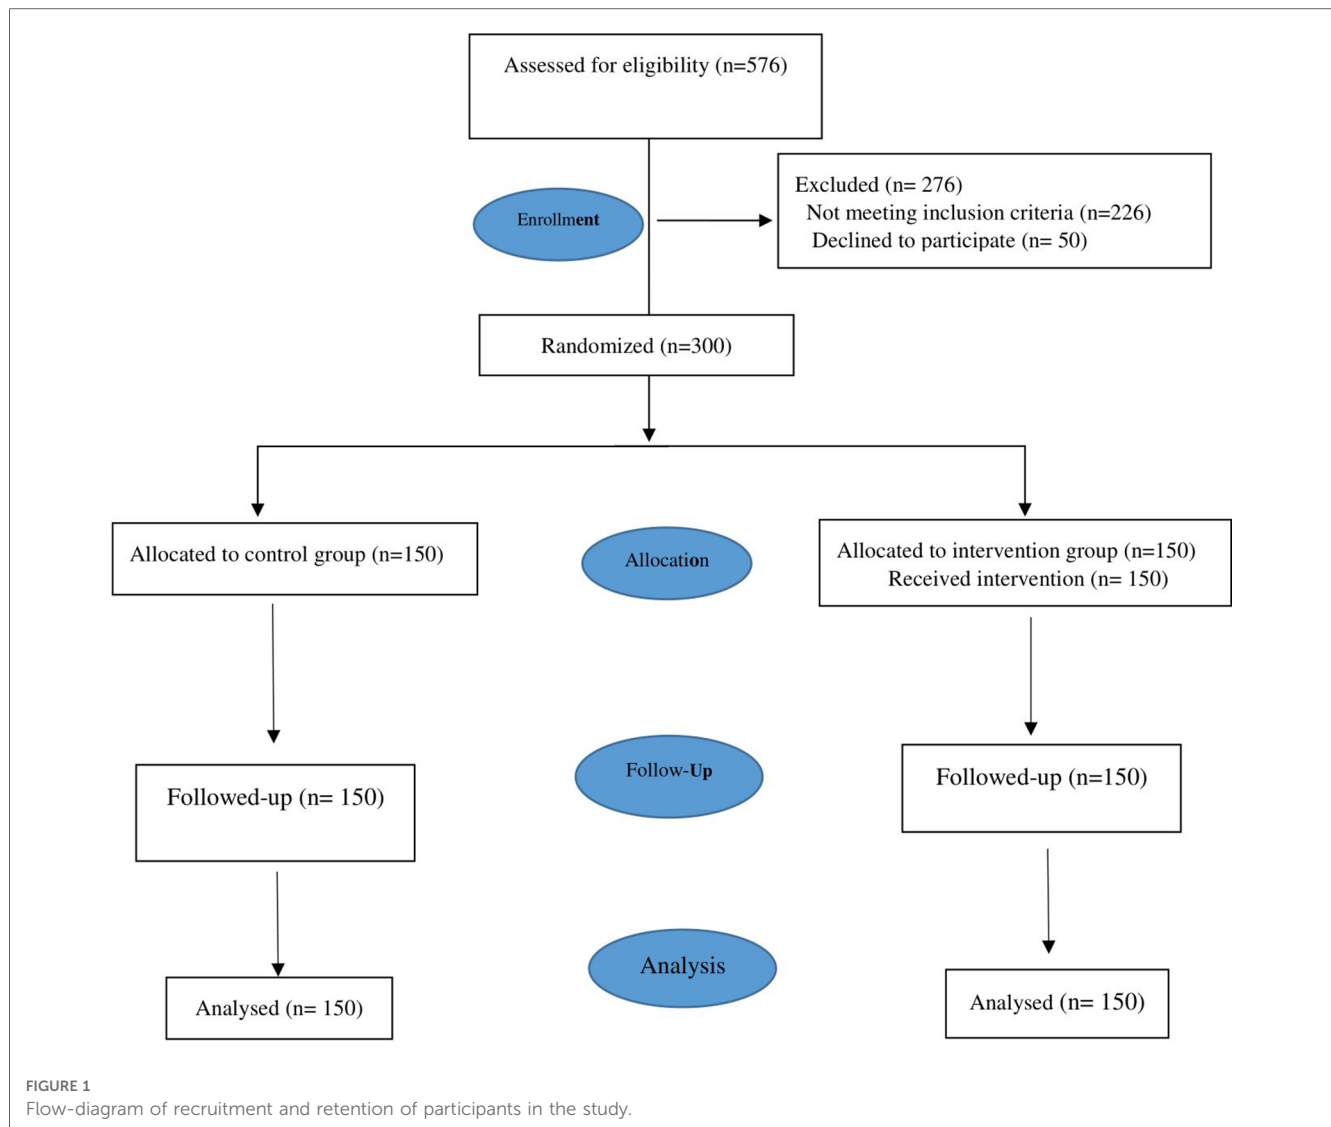 Assessed for eligibility (n=576)
Excluded (n= 276)
Not meeting inclusion criteria (n=226)
Declined to participate (n= 50)
Enrollment
Randomized (n=300)
Allocated to control group (n=150)
Allocation
Allocated to intervention group (n=150)
Received intervention (n= 150)
Followed-up (n= 150)
Follow-Up
Followed-up (n=150)
Analysis
Analysed (n= 150)
Analysed (n= 150)
FIGURE 1
Flow-diagram of recruitment and retention of participants in the study.